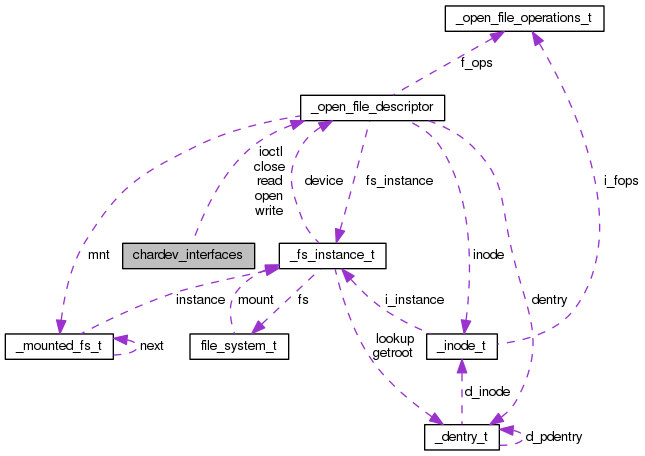 _open_file_operations_t
f_ops
_open_file_descriptor
ioctl
close
read
open
write
device
fs_instance
i_fops
mnt
chardev_interfaces
_fs_instance_t
inode
dentry
instance
mount
fs
i_instance
_mounted_fs_t
next
file_system_t
lookup
getroot
_inode_t
d_inode
_dentry_t
d_pdentry